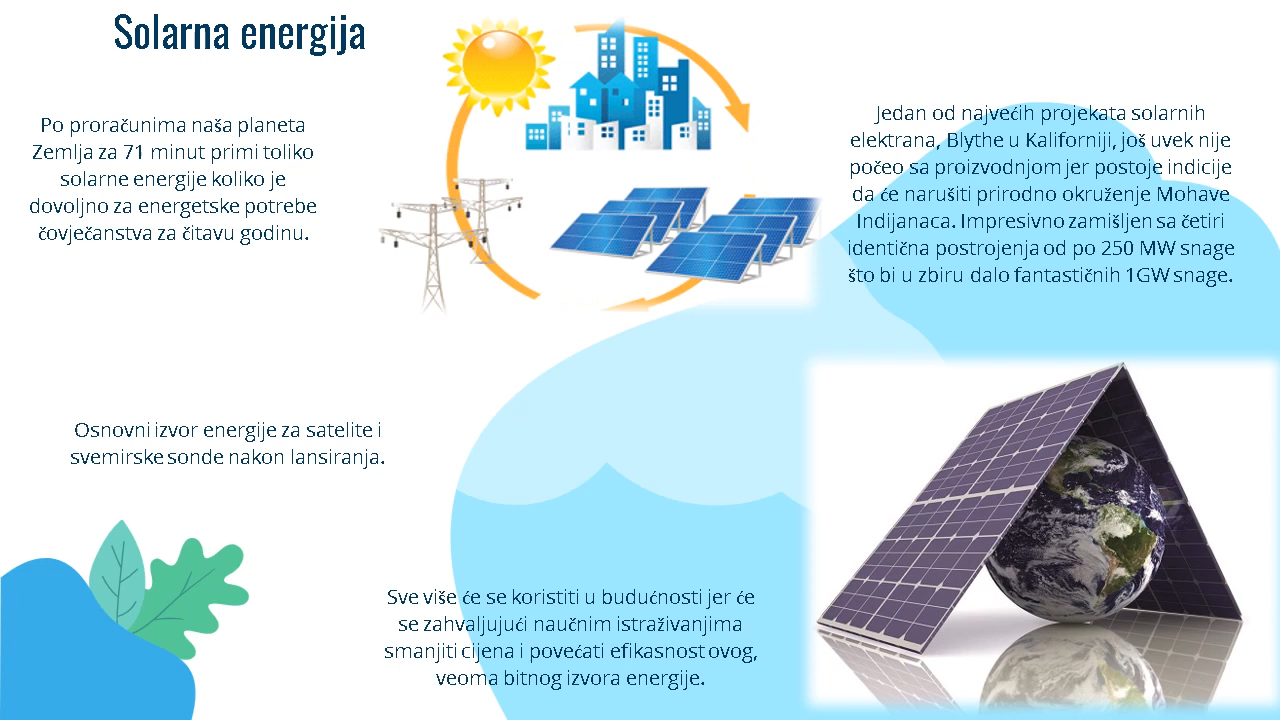 Solarna energija
Po proračunima naša planeta
Zemlja za 71 minut primi toliko
solarne energije koliko je
dovoljno za energetske potrebe
čovječanstva za čitavu godinu.
Jedan od najvećih projekata solarnih
elektrana, Blythe u Kaliforniji, još uvek nije
počeo sa proizvodnjom jer postoje indicije
da će narušiti prirodno okruženje Monave
Indijanaca. Impresivno zamišljen sa četiri
identična postrojenja od po 250 MW snage
što bi u zbiru dalo fantastičnih 1GW snage.
Osnovni izvor energije za satelite i
svemirske sonde nakon lansiranja.
Sve više će se koristiti u budućnosti jer će
se zahvaljujući naučnim istraživanjima
smanjiti cijena i povećati efikasnost ovog,
veoma bitnog izvora energije.